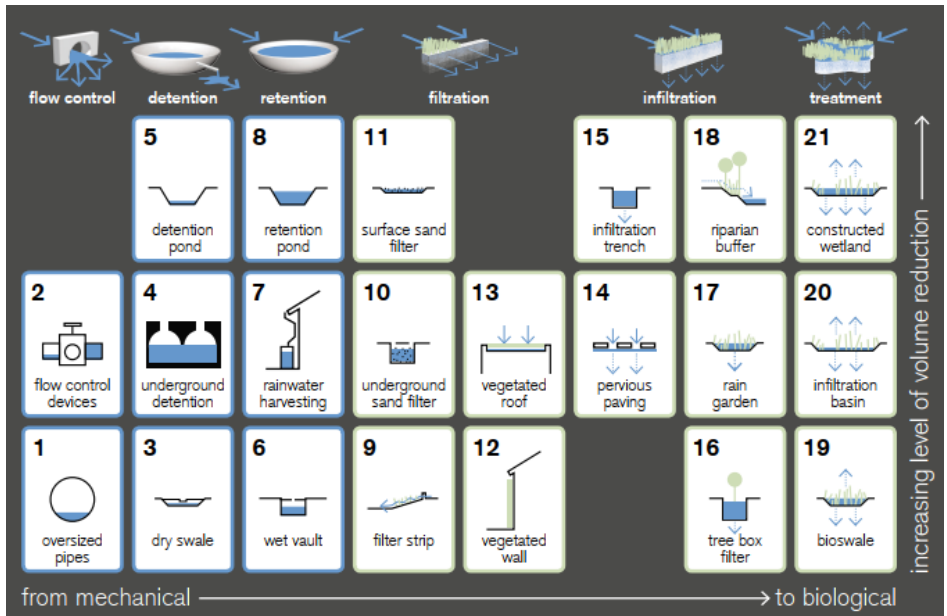 flow control
detention
retention
filtration
infiltration
treatment
5
detention
pond
8
retention
pond
11
surface sand
filter
15
infiltration
trench
18
riparian
buffer
21
constructed
wetland
2
flow control
devices
4
underground
detention
7
rainwater
harvesting
10
underground
sand filter
13
vegetated
roof
14
pervious
paving
17
rain
garden
20
infiltration
basin
1
oversized
pipes
3
dry swale
6
wet vault
9
filter strip
12
vegetated
wall
16
tree box
filter
19
bioswale
increasing level of volume reduction
from mechanical
to biological